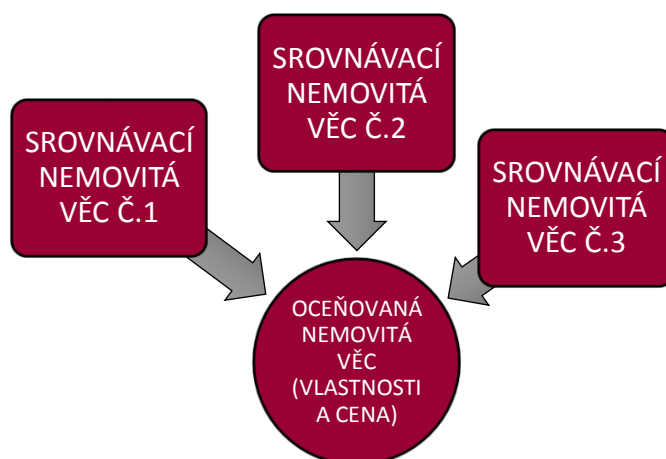 SROVNÁVACÍ
NEMOVITÁ
VĚC Č.1
SROVNÁVACÍ
NEMOVITÁ
VĚC Č.2
SROVNÁVACÍ
NEMOVITÁ
VĚC Č.3
OCEŇOVANÁ
NEMOVITÁ
VĚC
(VLASTNOSTI
A CENA)